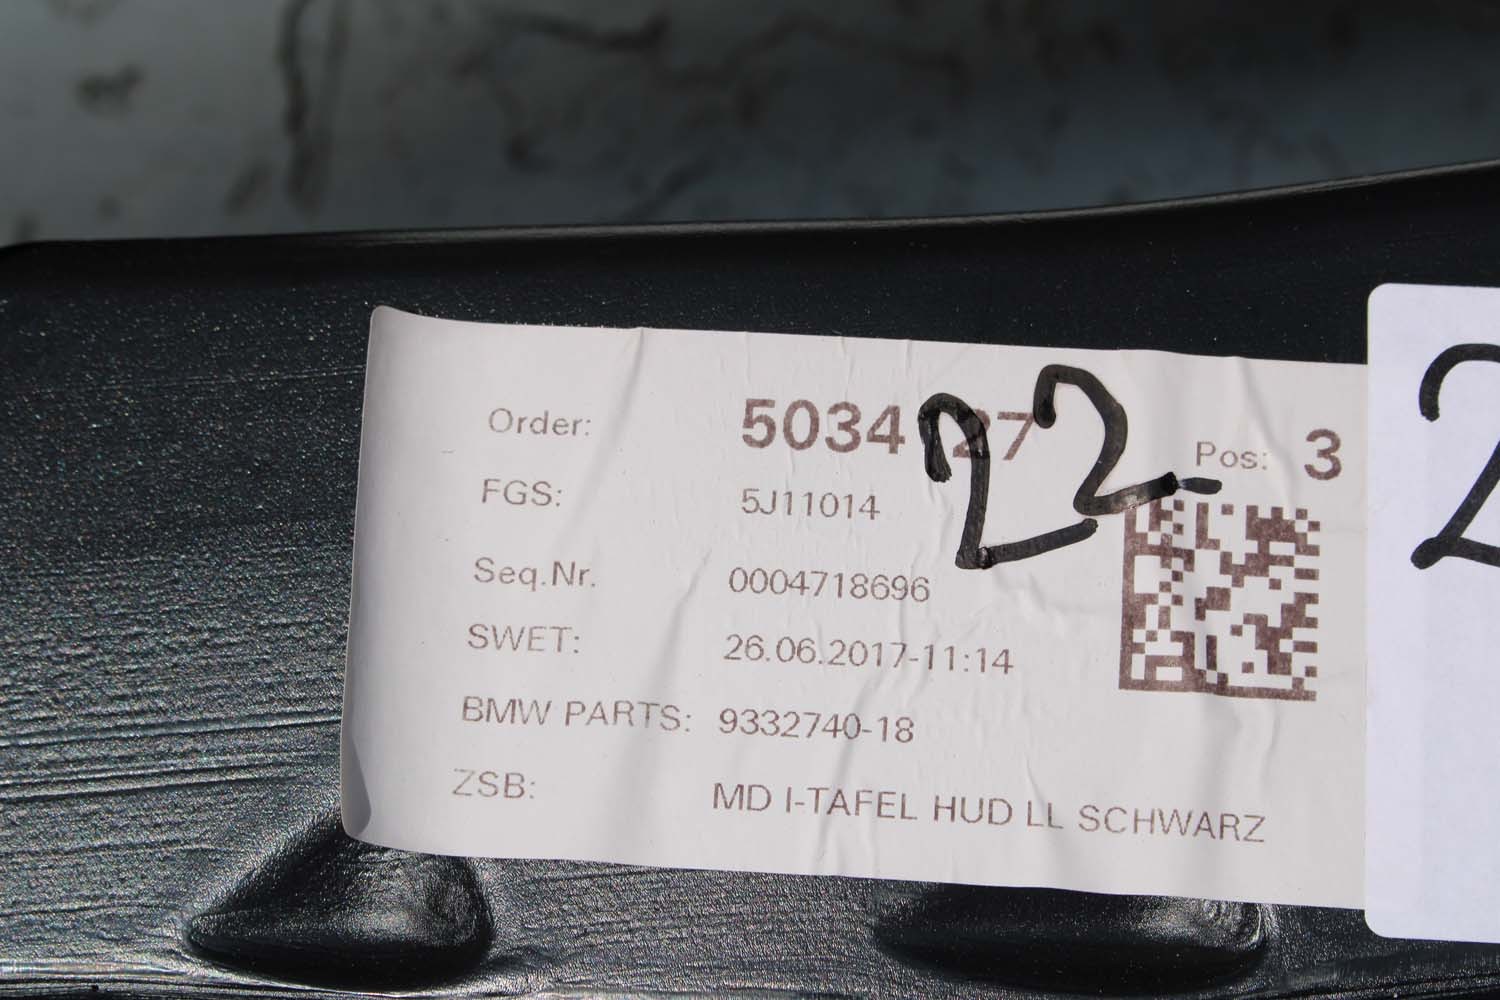 Order: 5034 27 Pos: 3
22
FGS: 5J11014
Seq.Nr. 0004718696
SWET: 26.06.2017-11:14
BMW PARTS: 9332740-18
ZSB: MD I-TAFEL HUD LL SCHWARZ